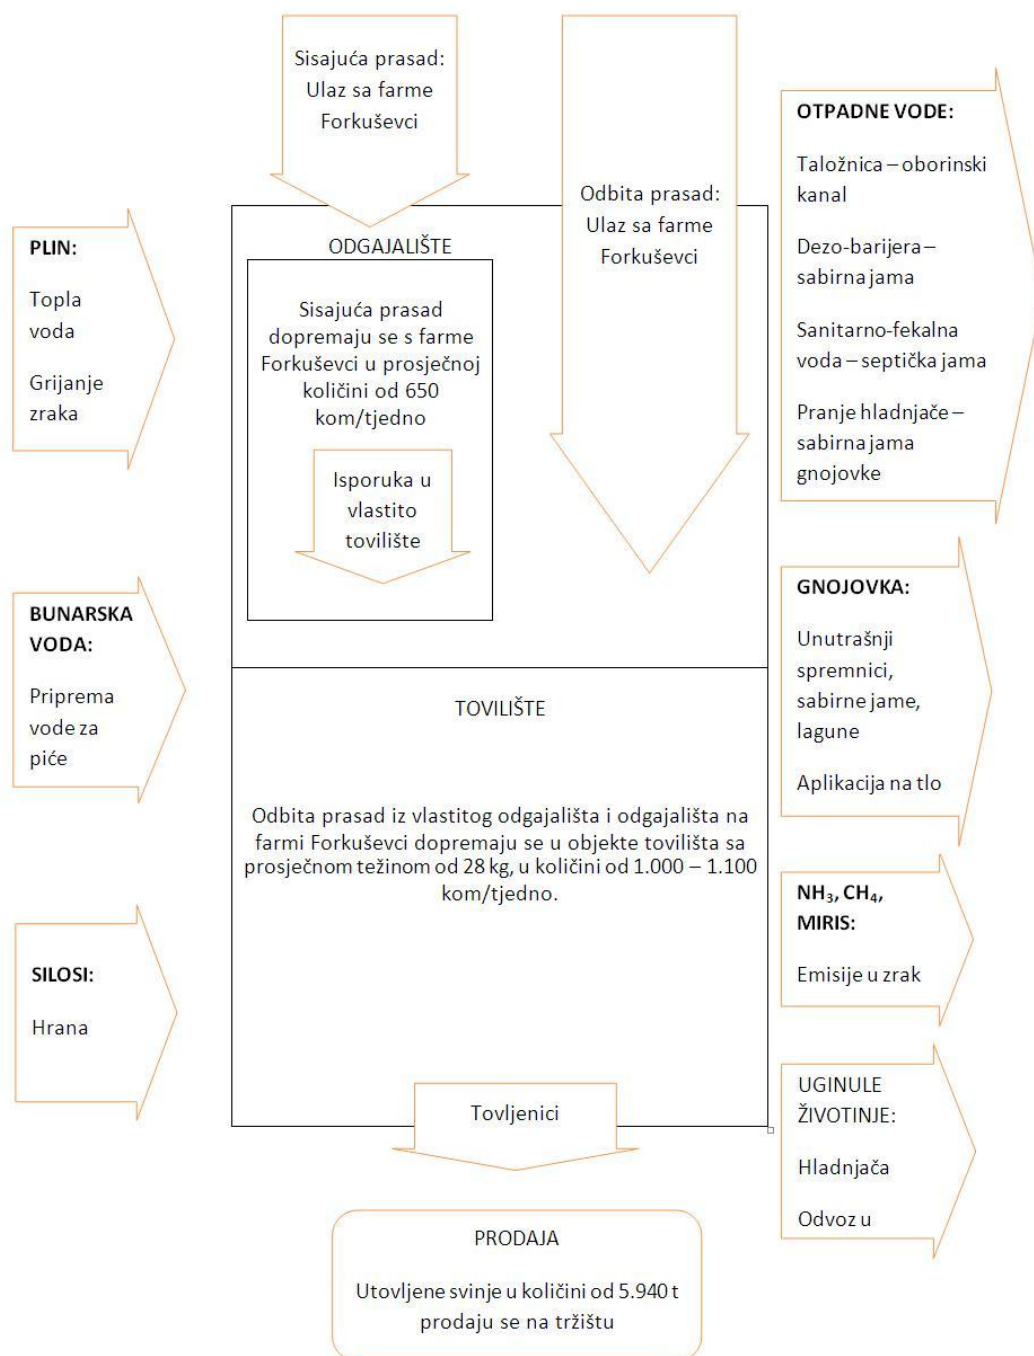 Sisajuća prasad:
Ulaz sa farme
Forkuševci
Odbita prasad:
Ulaz sa farme
Forkuševci
PLIN:
Topla
voda
Grijanje
zraka
BUNARSKA
VODA:
Priprema
vode za
piće
SILOSI:
Hrana
ODGAJALIŠTE
Sisajuća prasad
dopremaju se s farme
Forkuševci u prosječnoj
količini od 650
kom/tjedno
Isporuka u
vlastito
tovilište
TOVILIŠTE
Odbita prasad iz vlastitog odgajališta i odgajališta na
farmi Forkuševci dopremaju se u objekte tovilišta sa
prosječnom težinom od 28 kg, u količini od 1.000 – 1.100
kom/tjedno.
Tovljenici
PRODAJA
Utovljene svinje u količini od 5.940 t
prodaju se na tržištu
OTPADNE VODE:
Taložnica – oborinski
kanal
Dezo-barijera –
sabirna jama
Sanitarno-fekalna
voda – septička jama
Pranje hladnjače –
sabirna jama
gnojovke
GNOJOVKA:
Unutrašnji
spremnici,
sabirne jame,
lagune
Aplikacija na tlo
NH₃, CH₄,
MIRIS:
Emisije u zrak
UGINULE
ŽIVOTINJE:
Hladnjača
Odvoz u